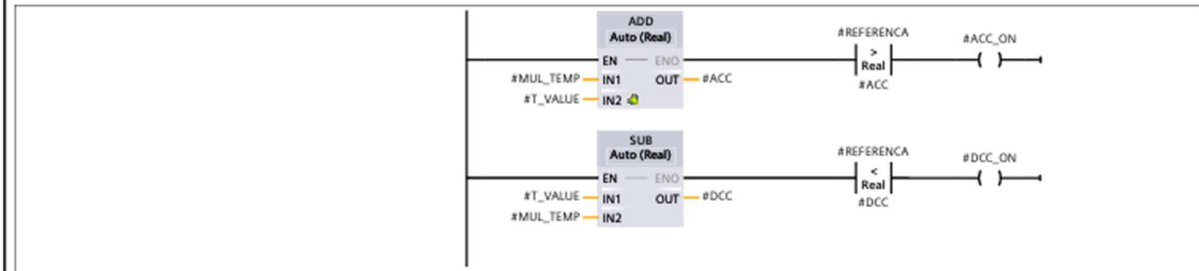 ADD
Auto (Real)
#REFERENCA
#ACC_ON
EN ENO
>
Real
( )
#MUL_TEMP IN1 OUT #ACC
#ACC
#T_VALUE IN2
SUB
Auto (Real)
#REFERENCA
#DCC_ON
EN ENO
<
Real
( )
#T_VALUE IN1 OUT #DCC
#DCC
#MUL_TEMP IN2